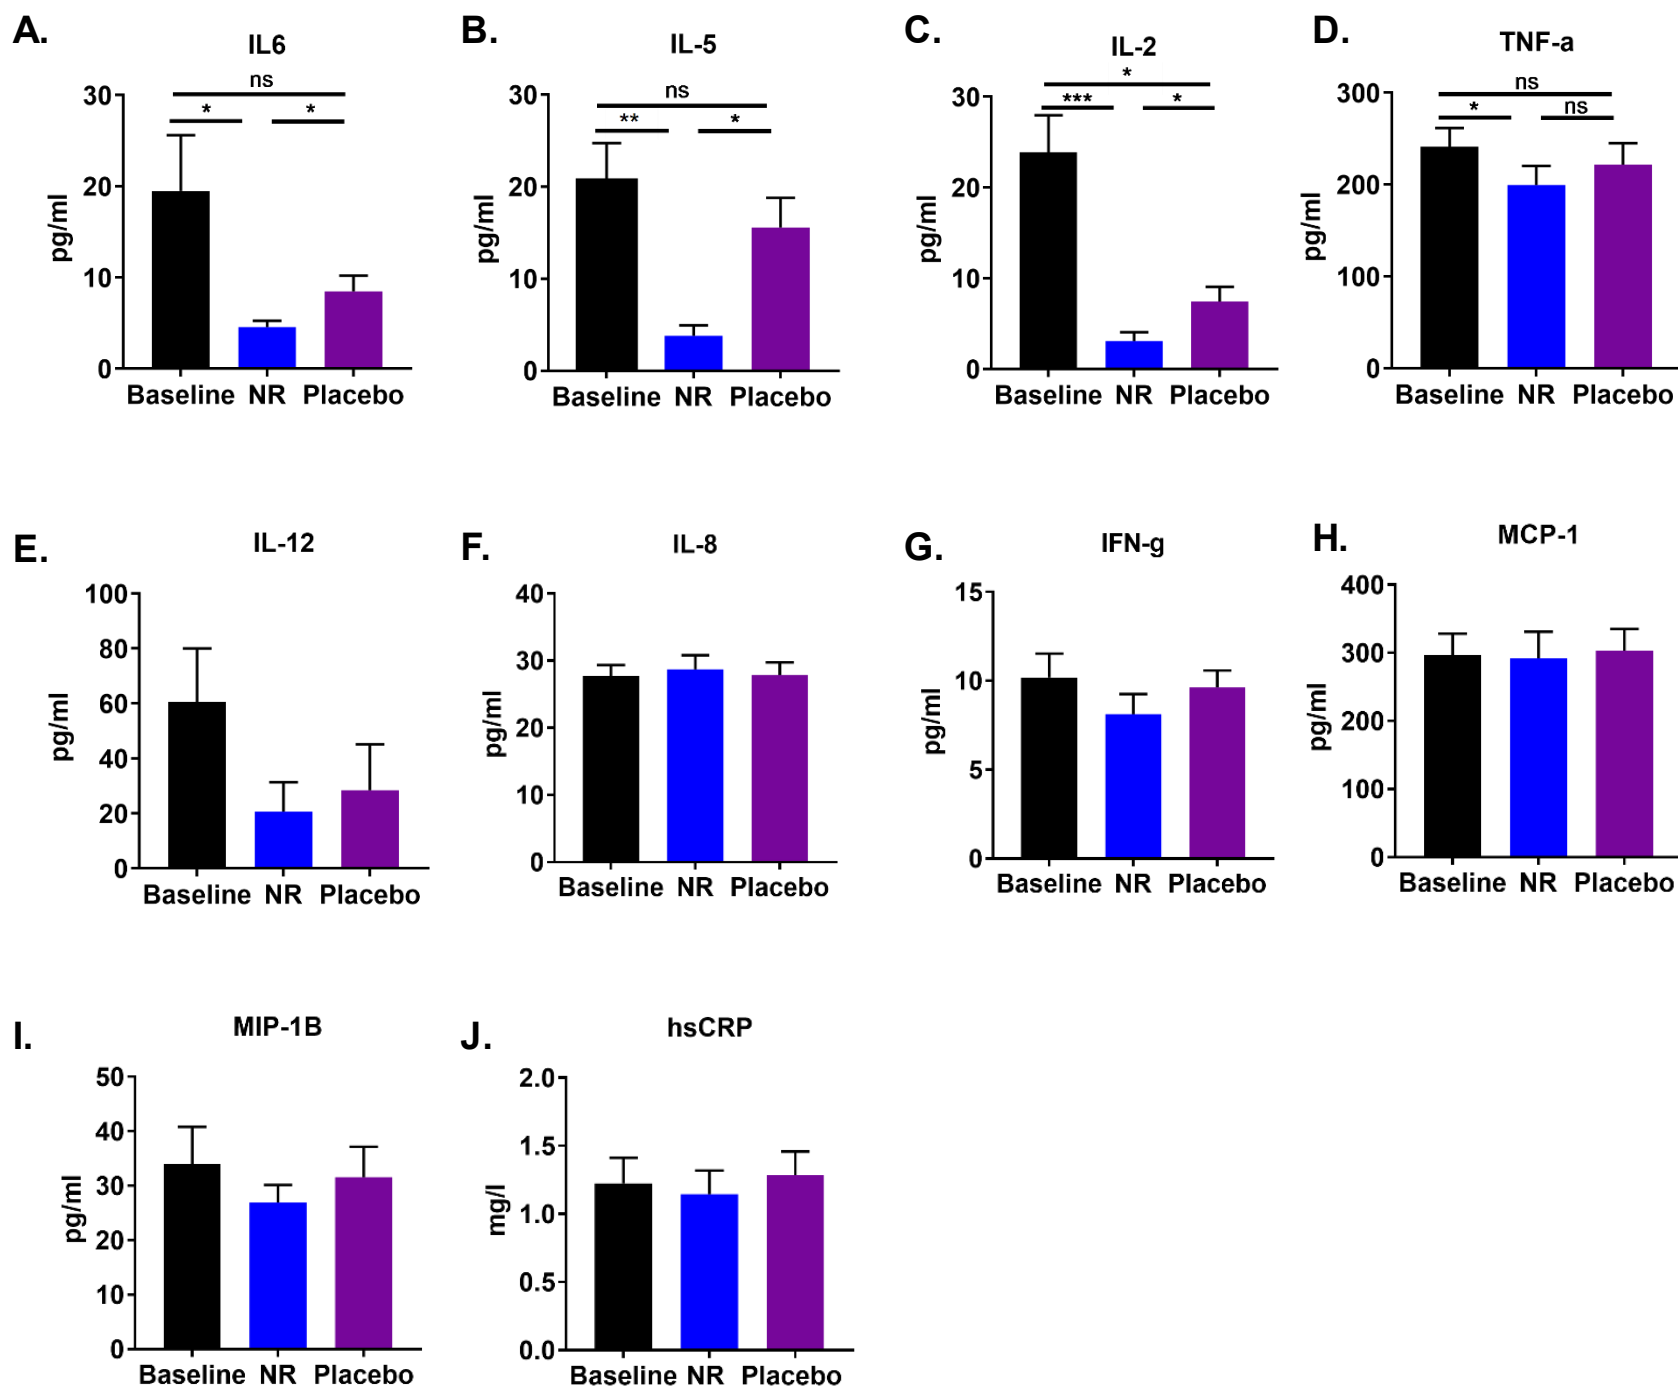 A.
IL6
ns
*
*
30
20
10
0
pg/ml
Baseline NR Placebo
B.
IL-5
ns
**
*
30
20
10
0
pg/ml
Baseline NR Placebo
C.
IL-2
*
***
*
30
20
10
0
pg/ml
Baseline NR Placebo
D.
TNF-a
ns
*
ns
300
200
100
0
pg/ml
Baseline NR Placebo
E.
IL-12
100
80
60
40
20
0
pg/ml
Baseline NR Placebo
F.
IL-8
40
30
20
10
0
pg/ml
Baseline NR Placebo
G.
IFN-g
15
10
5
0
pg/ml
Baseline NR Placebo
H.
MCP-1
400
300
200
100
0
pg/ml
Baseline NR Placebo
I.
MIP-1B
50
40
30
20
10
0
pg/ml
Baseline NR Placebo
J.
hsCRP
2.0
1.5
1.0
0.5
0.0
mg/l
Baseline NR Placebo